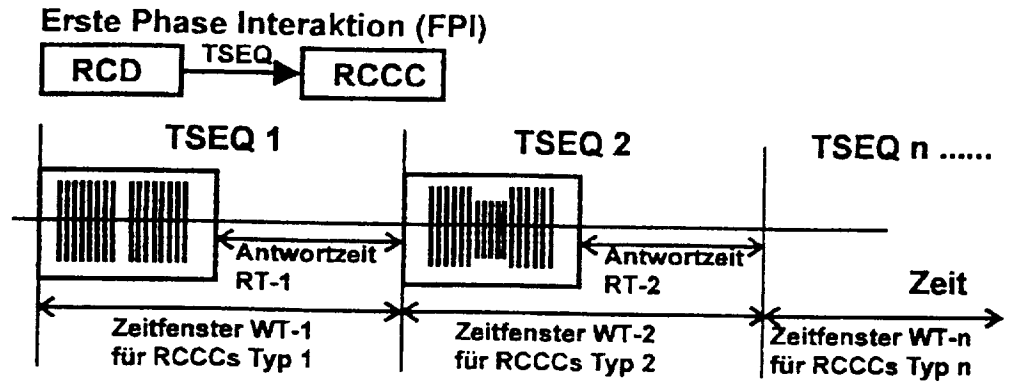 Erste Phase Interaktion (FPI)
RCD TSEQ RCCC
TSEQ 1 TSEQ 2 TSEQ n ......
Antwortzeit
RT-1
Antwortzeit
RT-2
Zeit
Zeitfenster WT-1
für RCCCs Typ 1
Zeitfenster WT-2
für RCCCs Typ 2
Zeitfenster WT-n
für RCCCs Typ n